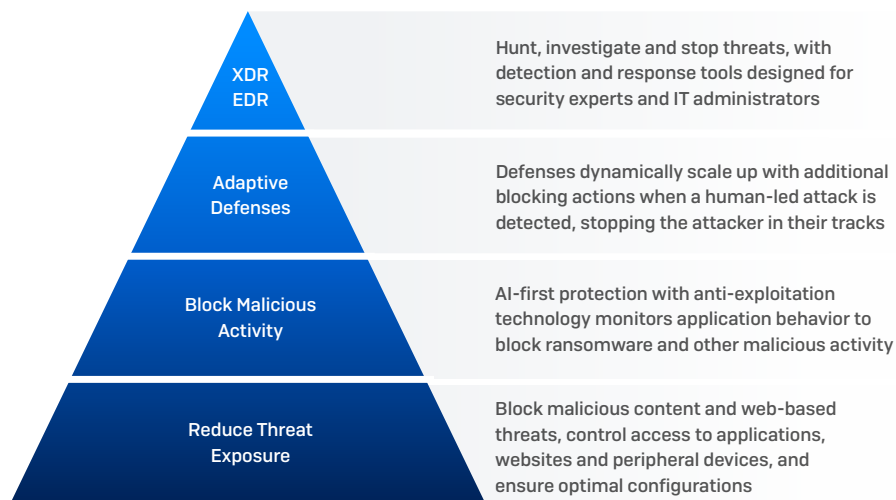 XDR
EDR
Hunt, investigate and stop threats, with
detection and response tools designed for
security experts and IT administrators
Adaptive
Defenses
Defenses dynamically scale up with additional
blocking actions when a human-led attack is
detected, stopping the attacker in their tracks
Block Malicious
Activity
AI-first protection with anti-exploitation
technology monitors application behavior to
block ransomware and other malicious activity
Reduce Threat
Exposure
Block malicious content and web-based
threats, control access to applications,
websites and peripheral devices, and
ensure optimal configurations